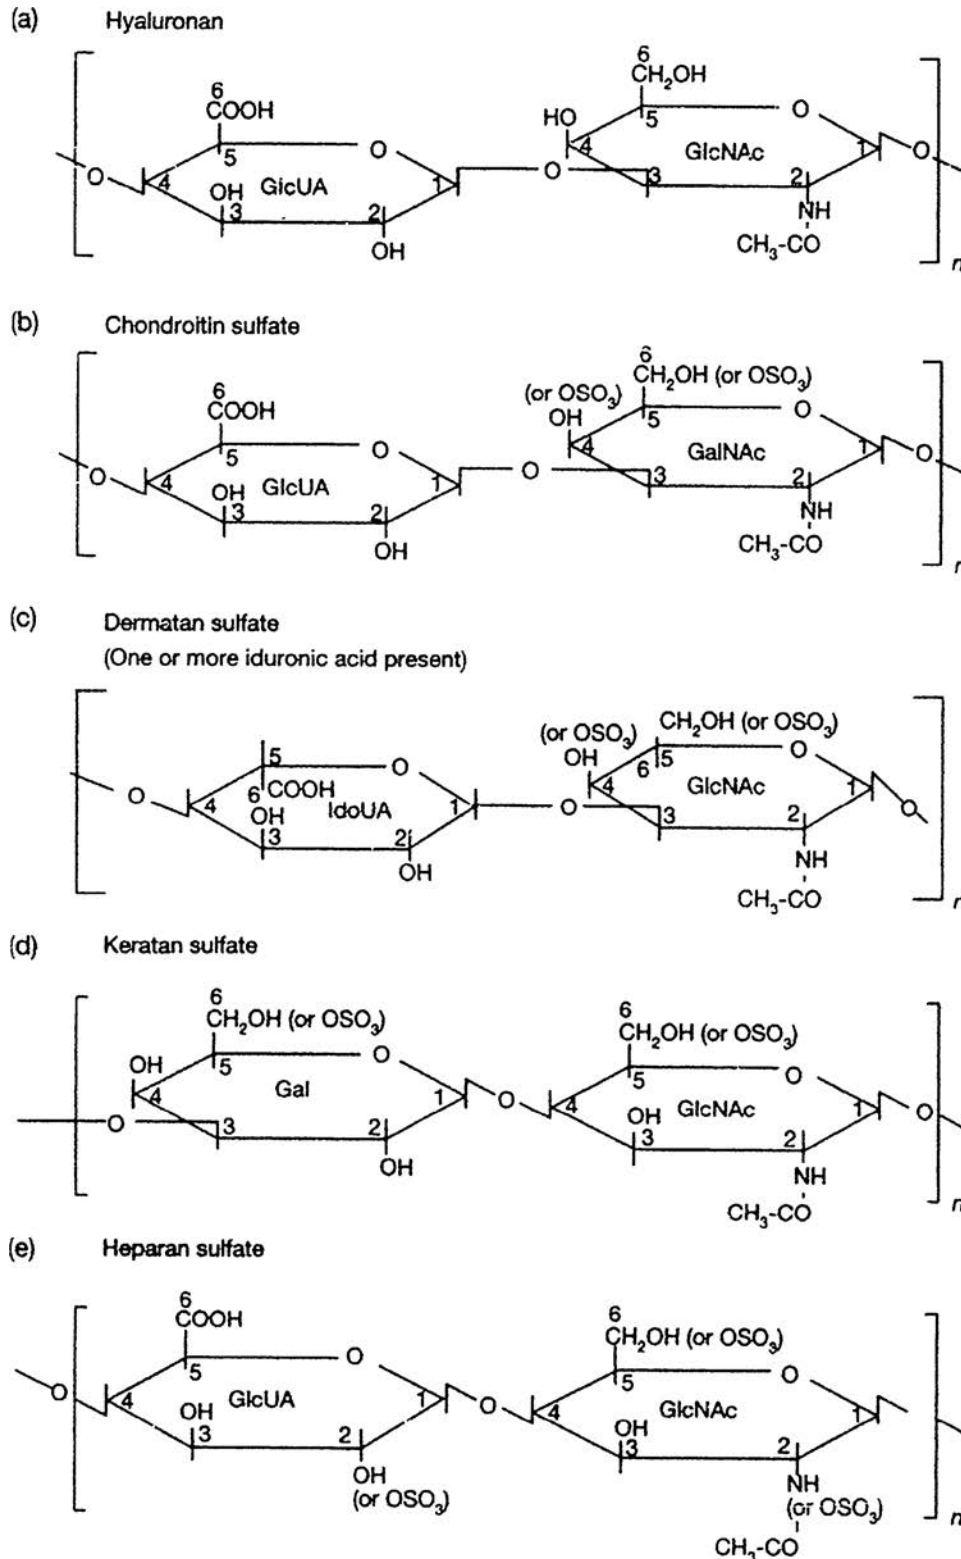 (a) Hyaluronan
6
6 CH₂OH
COOH HO 5 O
5 O 4 GlcNAc 1 O
O 4 GlcUA 1 O 3 2
OH 3 2 NH
OH CH₃-CO
n
(b) Chondroitin sulfate
6
6 CH₂OH (or OSO₃)
(or OSO₃)
COOH OH 5 O
5 O 4 GalNAc 1 O
O 4 GlcUA 1 O 3 2
OH 3 2 NH
OH CH₃-CO
n
(c) Dermatan sulfate
(One or more iduronic acid present)
CH₂OH (or OSO₃)
(or OSO₃)
5 O OH 6 5 O
6 COOH 4 GlcNAc 1
O 4 IdoUA 1 O 3 2 O
OH 3 2 NH
OH CH₃-CO
n
(d) Keratan sulfate
6 6
CH₂OH (or OSO₃) CH₂OH (or OSO₃)
OH 5 O 5 O
4 Gal 1 O 4 GlcNAc 1 O
O 3 2 OH 3 2
OH NH
CH₃-CO
n
(e) Heparan sulfate
6 6
COOH CH₂OH (or OSO₃)
5 O 5 O
O 4 GlcUA 1 O 4 GlcNAc 1
OH 3 2 OH 3 2
OH NH
(or OSO₃) (or OSO₃)
CH₃-CO
n